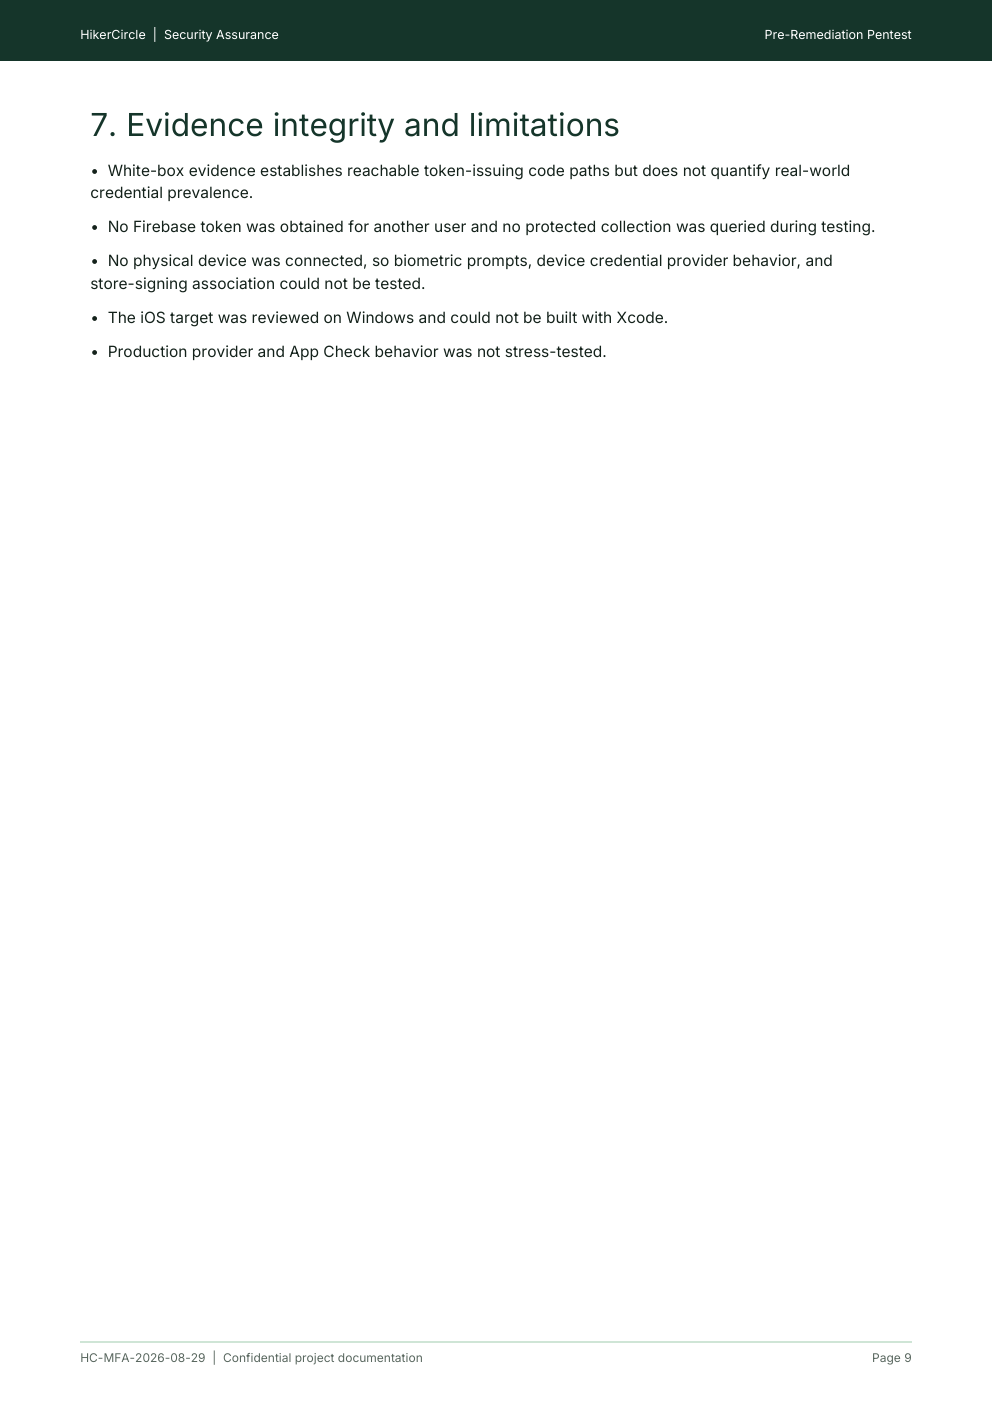 HikerCircle | Security Assurance
Pre-Remediation Pentest
7. Evidence integrity and limitations
• White-box evidence establishes reachable token-issuing code paths but does not quantify real-world
credential prevalence.
• No Firebase token was obtained for another user and no protected collection was queried during testing.
• No physical device was connected, so biometric prompts, device credential provider behavior, and
store-signing association could not be tested.
• The iOS target was reviewed on Windows and could not be built with Xcode.
• Production provider and App Check behavior was not stress-tested.
HC-MFA-2026-08-29 | Confidential project documentation
Page 9